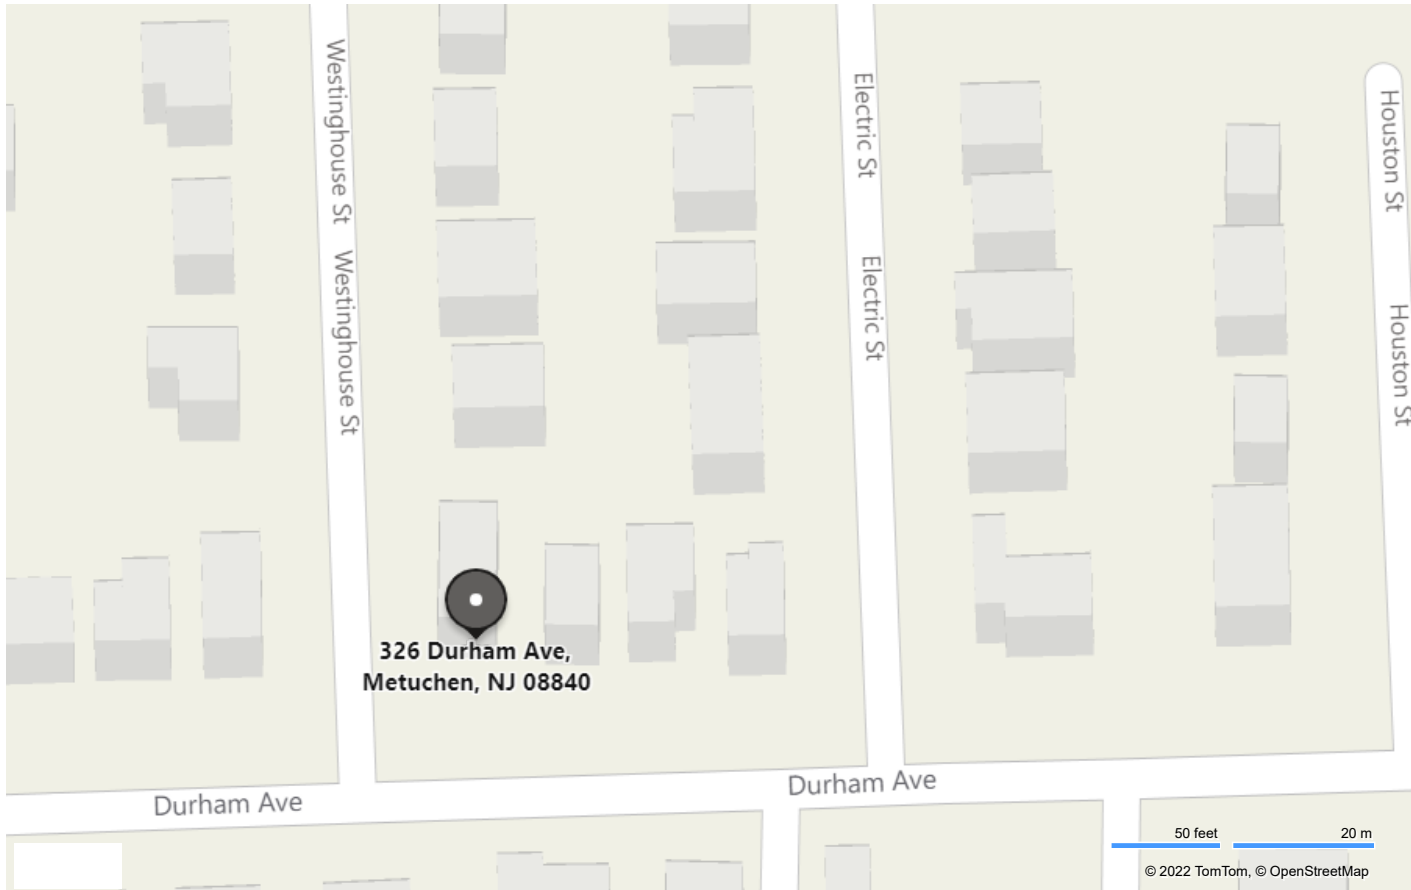 Westinghouse St
Westinghouse St
Electric St
Electric St
Houston St
Houston St
326 Durham Ave,
Metuchen, NJ 08840
Durham Ave
Durham Ave
50 feet
20 m
© 2022 TomTom, © OpenStreetMap